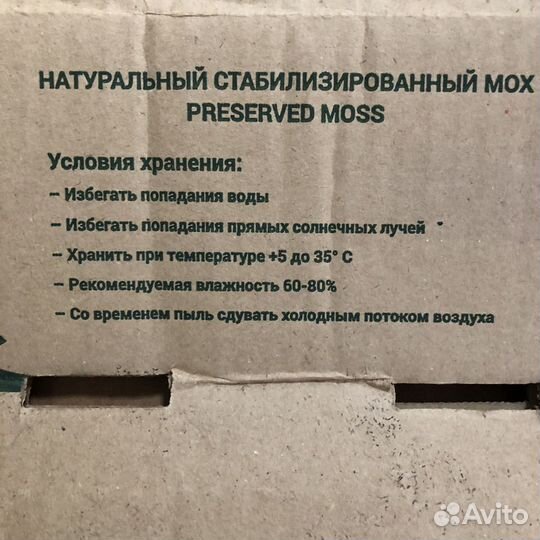 НАТУРАЛЬНЫЙ СТАБИЛИЗИРОВАННЫЙ МОХ
PRESERVED MOSS
Условия хранения:
– Избегать попадания воды
– Избегать попадания прямых солнечных лучей
– Хранить при температуре +5 до 35° С
– Рекомендуемая влажность 60-80%
– Со временем пыль сдувать холодным потоком воздуха
Avito